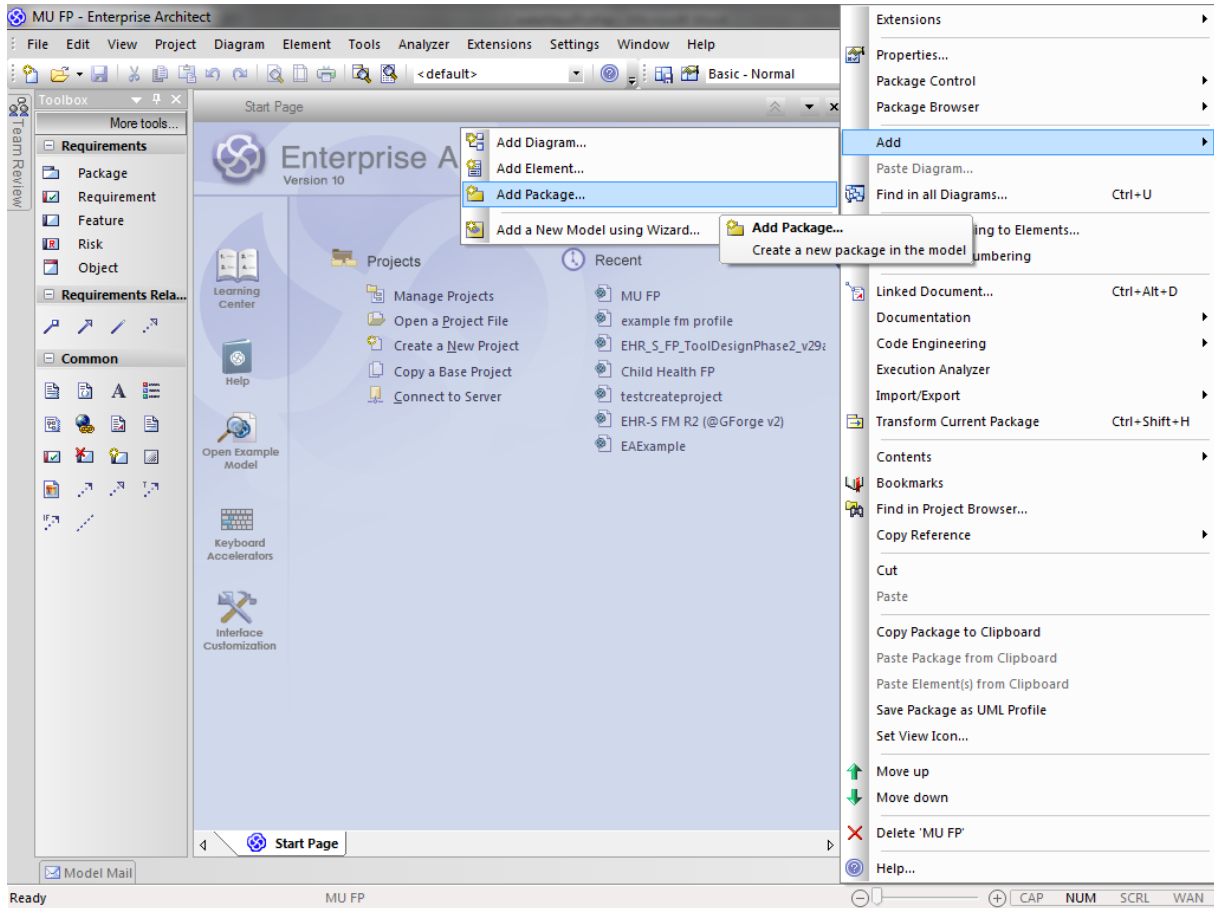 MU FP - Enterprise Architect
File Edit View Project Diagram Element Tools Analyzer Extensions Settings Window Help
<default>
Basic - Normal
Team Review
Toolbox
More tools...
Requirements
Package
Requirement
Feature
Risk
Object
Requirements Rela...
Common
Model Mail
Start Page
Enterprise A
Version 10
Learning
Center
Help
Open Example
Model
Keyboard
Accelerators
Interface
Customization
Projects
Manage Projects
Open a Project File
Create a New Project
Copy a Base Project
Connect to Server
Recent
MU FP
example fm profile
EHR_S_FP_ToolDesignPhase2_v29a
Child Health FP
testcreateproject
EHR-S FM R2 (@GForge v2)
EAExample
Start Page
Add Diagram...
Add Element...
Add Package...
Add a New Model using Wizard...
Add Package...
Create a new package in the model
Extensions
Properties...
Package Control
Package Browser
Add
Paste Diagram...
Find in all Diagrams... Ctrl+U
to Elements...
Linked Document... Ctrl+Alt+D
Documentation
Code Engineering
Execution Analyzer
Import/Export
Transform Current Package Ctrl+Shift+H
Contents
Bookmarks
Find in Project Browser...
Copy Reference
Cut
Paste
Copy Package to Clipboard
Paste Package from Clipboard
Paste Element(s) from Clipboard
Save Package as UML Profile
Set View Icon...
Move up
Move down
Delete 'MU FP'
Help...
Ready
MU FP
CAP NUM SCRL WAN